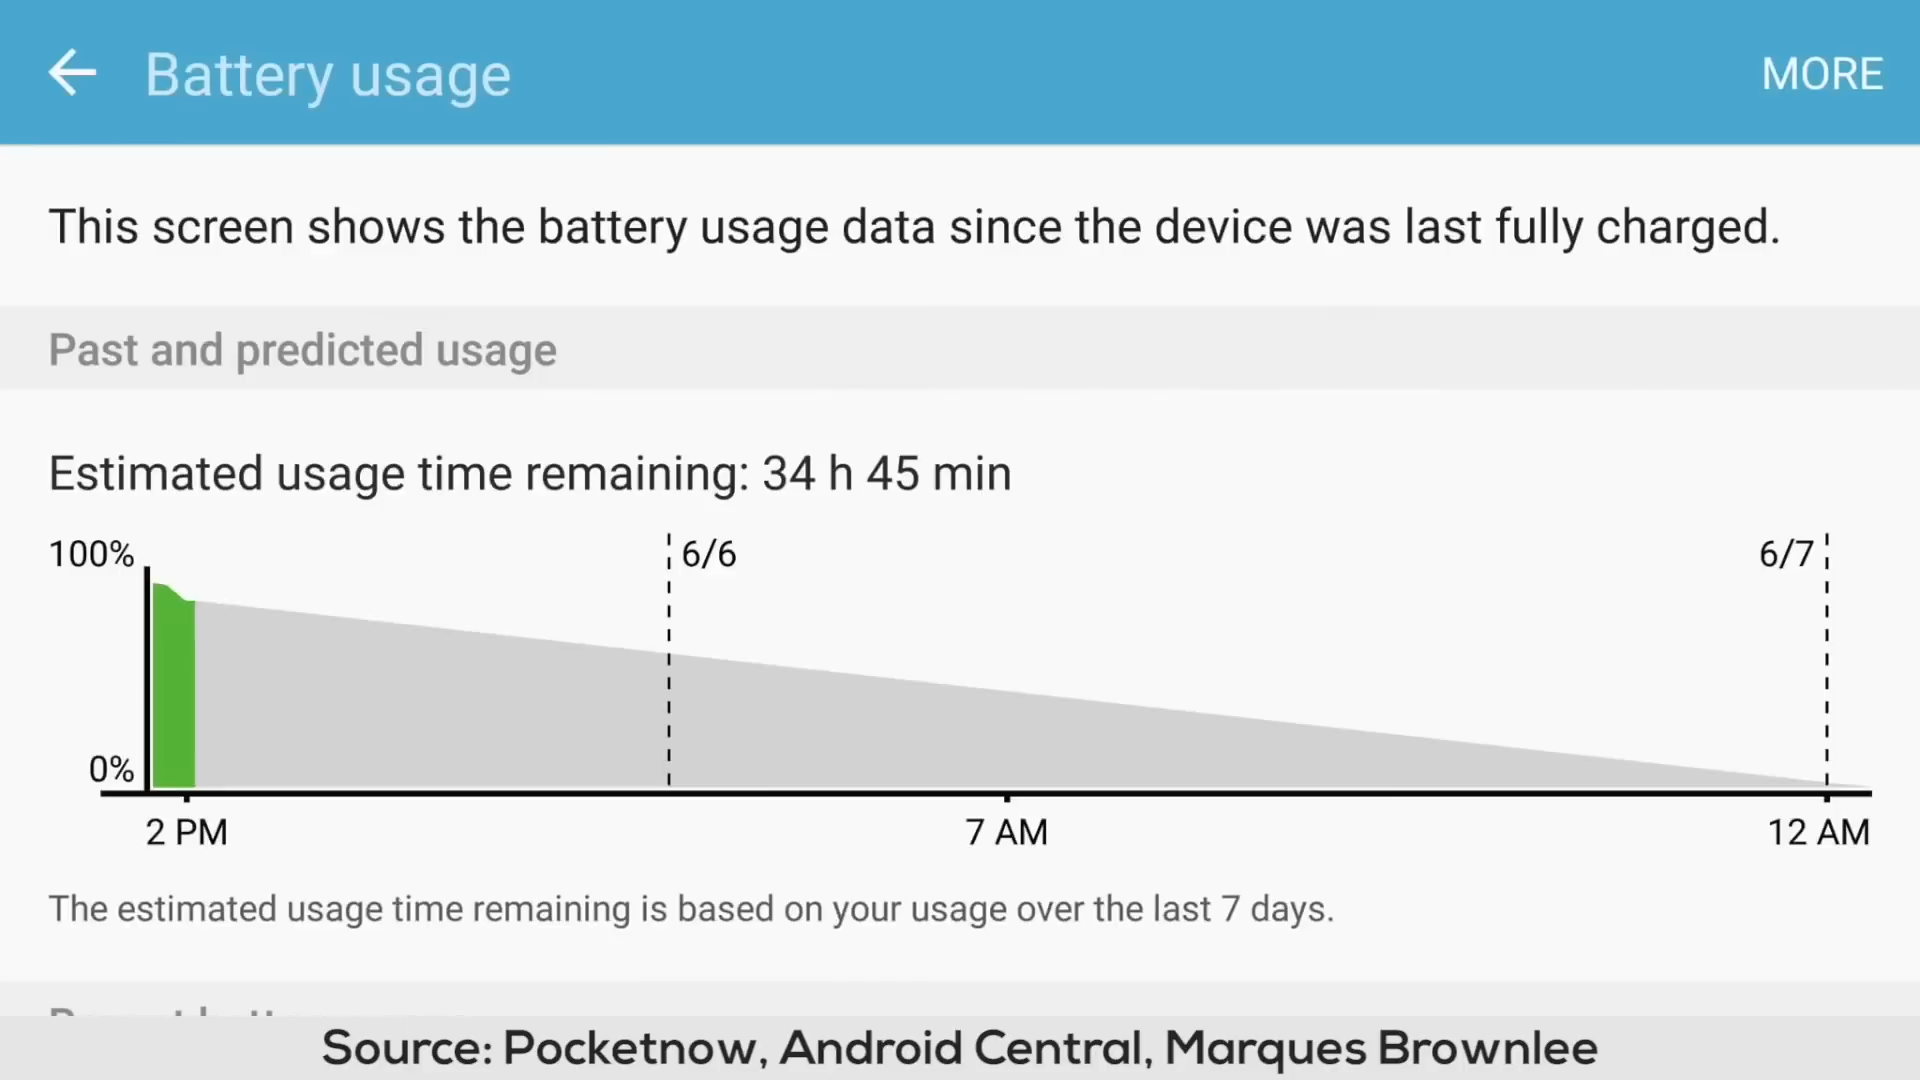 Battery usage
MORE
This screen shows the battery usage data since the device was last fully charged.
Past and predicted usage
Estimated usage time remaining: 34 h 45 min
100%
6/6
6/7
0%
2 PM
7 AM
12 AM
The estimated usage time remaining is based on your usage over the last 7 days.
Source: Pocketnow, Android Central, Marques Brownlee